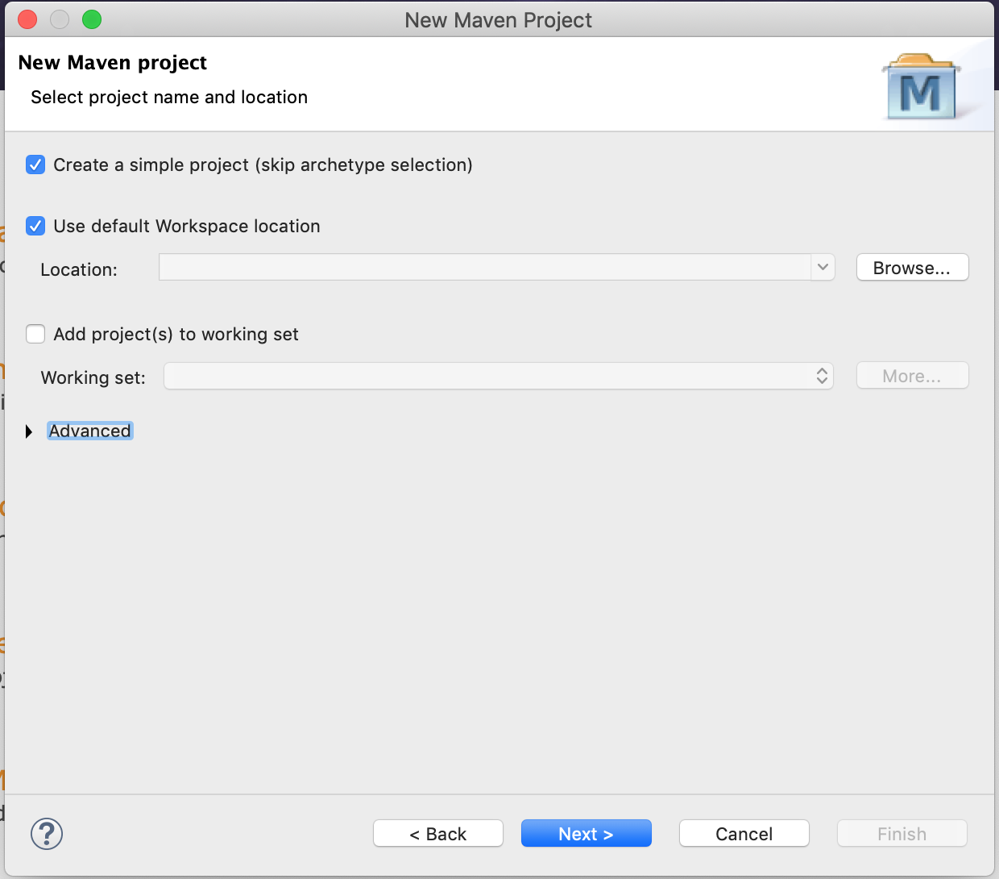 New Maven Project
New Maven project
Select project name and location
M
Create a simple project (skip archetype selection)
Use default Workspace location
Location:
Browse...
Add project(s) to working set
Working set:
More...
Advanced
?
< Back
Next >
Cancel
Finish